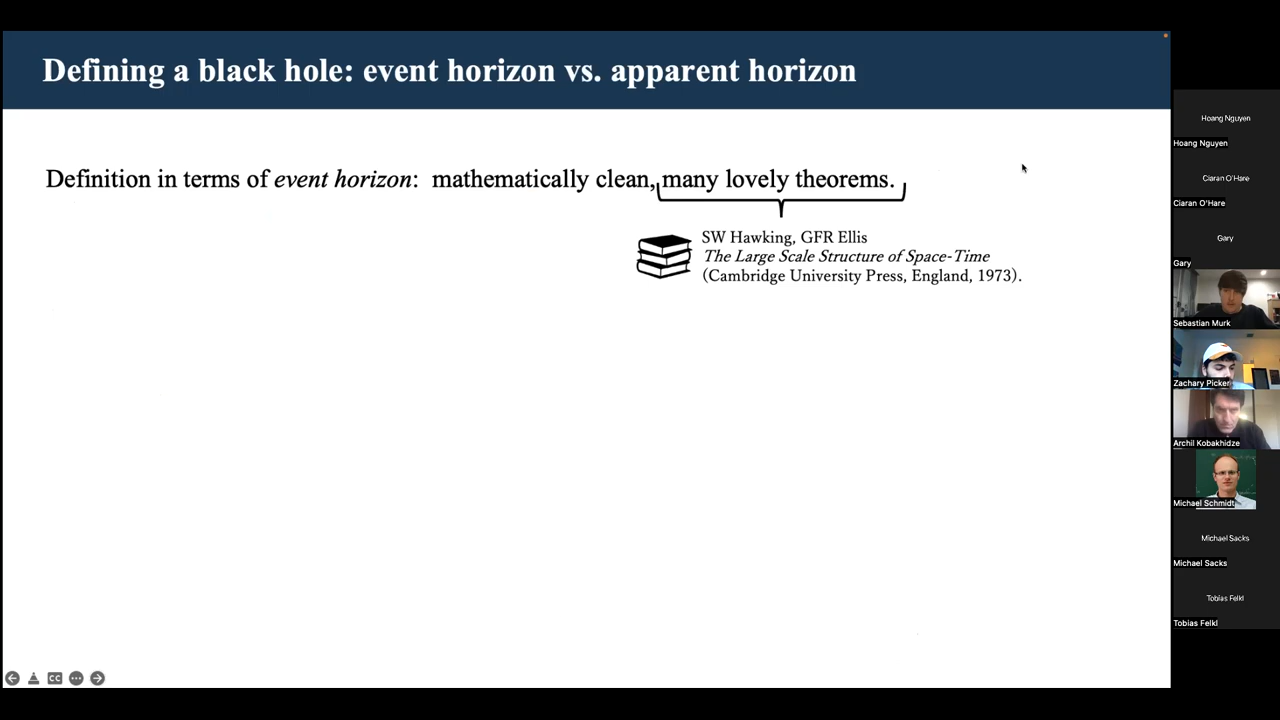 Defining a black hole: event horizon vs. apparent horizon
Definition in terms of event horizon: mathematically clean, many lovely theorems.
SW Hawking, GFR Ellis
The Large Scale Structure of Space-Time
(Cambridge University Press, England, 1973).
CC
Hoang Nguyen
Hoang Nguyen
Ciaran O'Hare
Ciaran O'Hare
Gary
Gary
Sebastian Murk
Zachary Picker
Archil Kobakhidze
Michael Schmidt
Michael Sacks
Michael Sacks
Tobias Felkl
Tobias Felkl